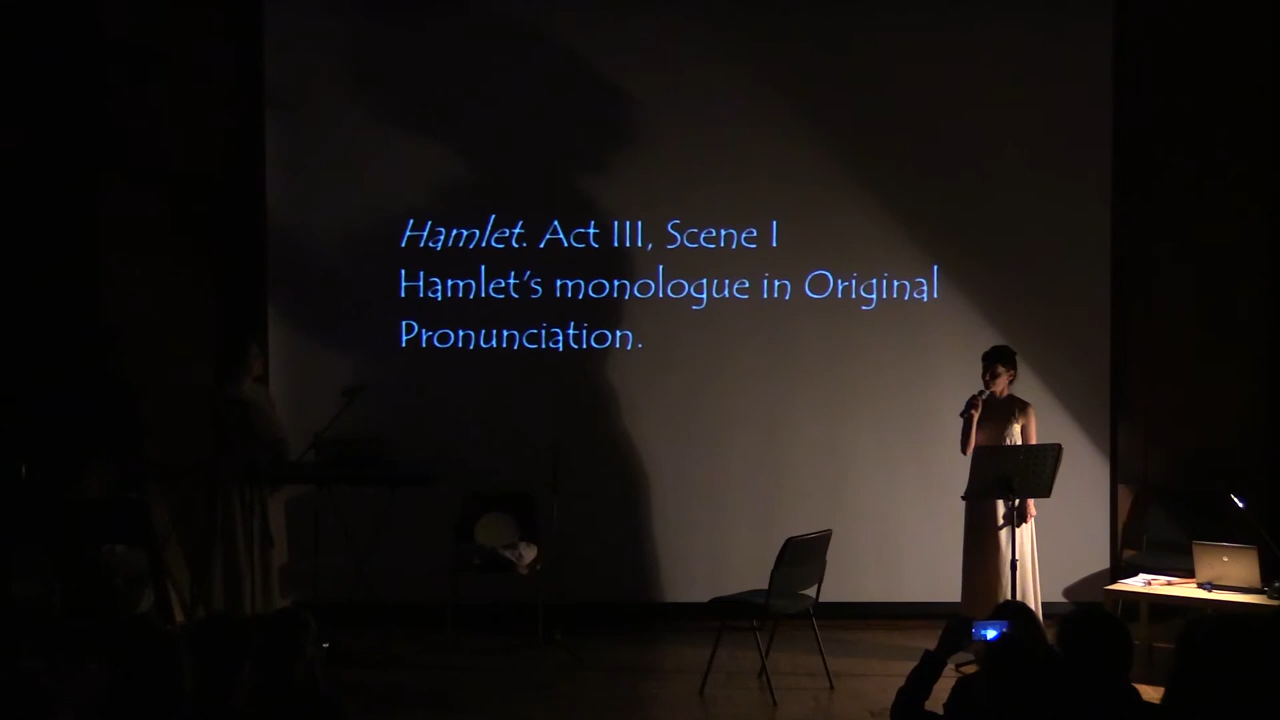 Hamlet. Act III, Scene I
Hamlet's monologue in Original
Pronunciation.